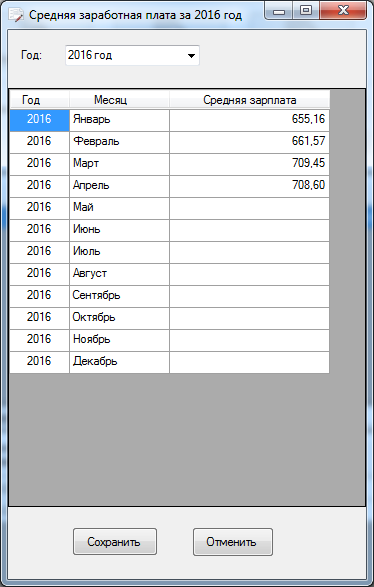 Средняя заработная плата за 2016 год
Год: 2016 год
Год Месяц Средняя зарплата
2016 Январь 655,16
2016 Февраль 661,57
2016 Март 709,45
2016 Апрель 708,60
2016 Май
2016 Июнь
2016 Июль
2016 Август
2016 Сентябрь
2016 Октябрь
2016 Ноябрь
2016 Декабрь
Сохранить Отменить